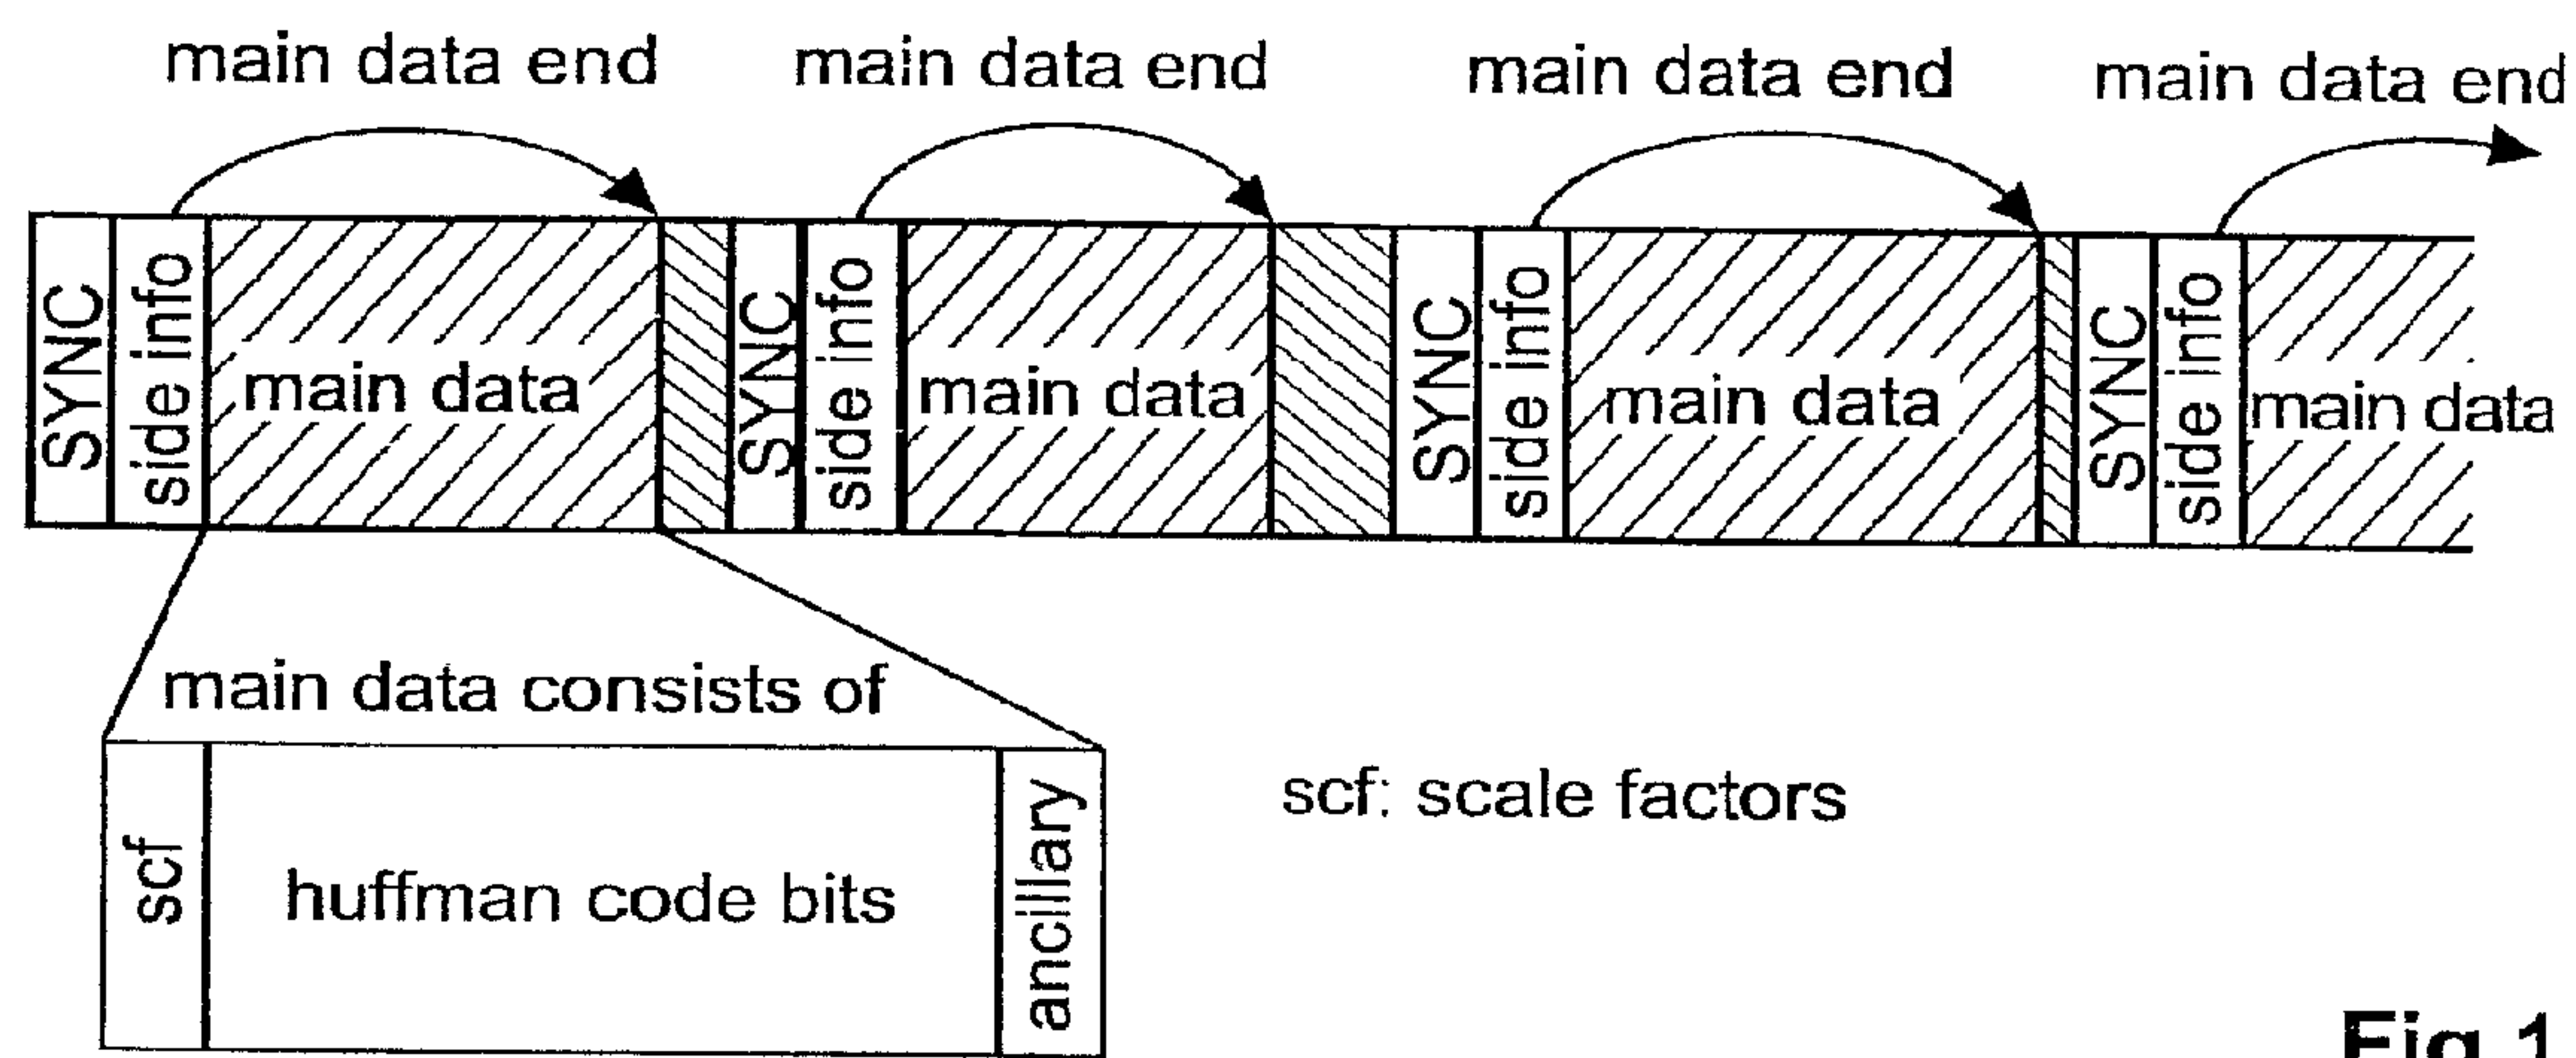 main data end main data end main data end main data end
SYNC side info main data SYNC side info main data SYNC side info main data SYNC side info main data
main data consists of
scf huffman code bits ancillary
scf: scale factors
Fig.1